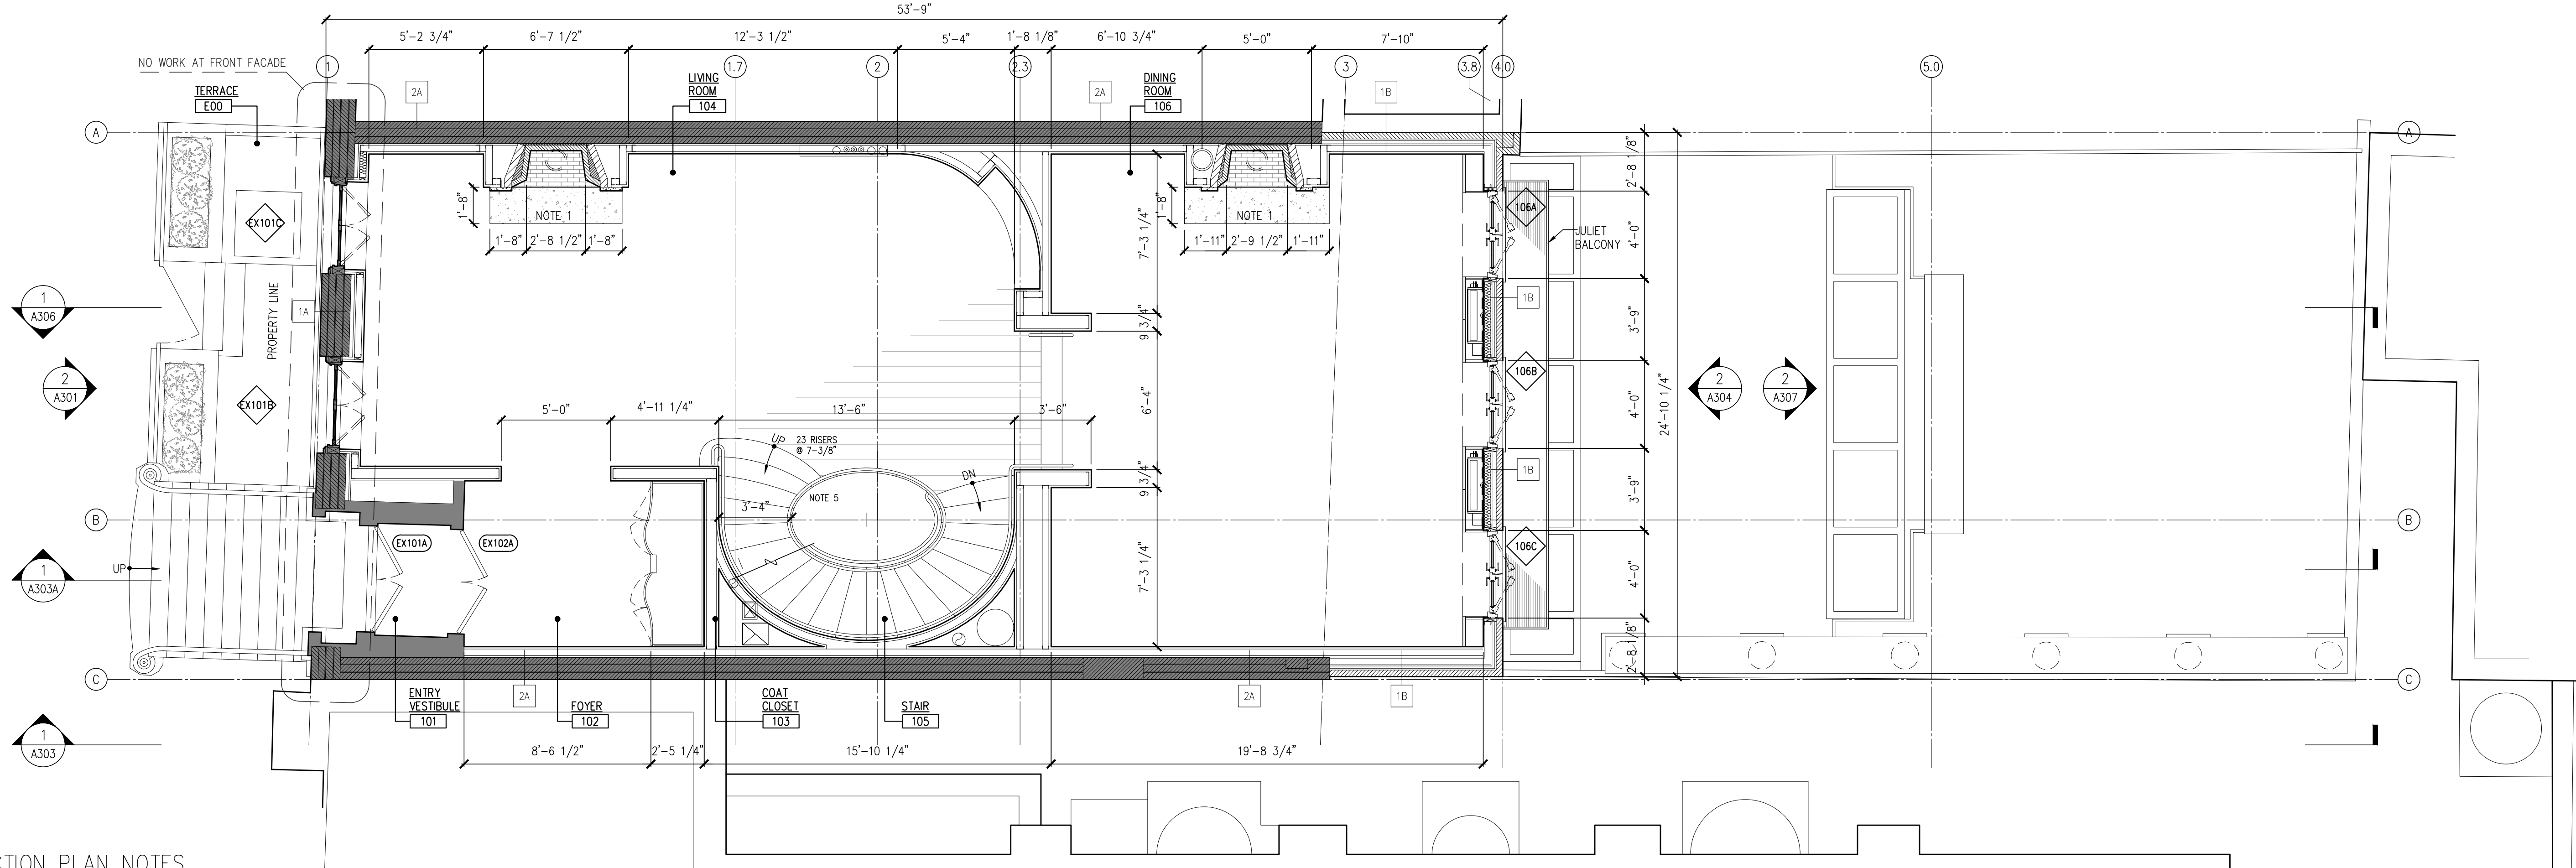 53'-9"
5'-2 3/4"
6'-7 1/2"
12'-3 1/2"
5'-4"
1'-8 1/8"
6'-10 3/4"
5'-0"
7'-10"
NO WORK AT FRONT FACADE
1
1.7
2
2.3
3
3.8
4.0
5.0
TERRACE
E00
2A
LIVING
ROOM
104
2A
DINING
ROOM
106
1B
A
A
2'-8 1/8"
EX101C
1'-8"
NOTE 1
1'-8"
2'-8 1/2"
1'-8"
7'-3 1/4"
1'-8"
NOTE 1
1'-11"
2'-9 1/2"
1'-11"
106A
JULIET
BALCONY
4'-0"
1
A306
PROPERTY LINE
1A
9 3/4"
1B
3'-9"
2
A301
EX101B
106B
4'-0"
24'-10 1/4"
2
A304
2
A307
5'-0"
4'-11 1/4"
13'-6"
3'-6"
6'-4"
UP
23 RISERS
@ 7-3/8"
DN
NOTE 5
3'-4"
9 3/4"
1B
3'-9"
B
B
EX101A
EX102A
106C
1
A303A
UP
7'-3 1/4"
4'-0"
2'-8 1/8"
C
C
ENTRY
VESTIBULE
101
2A
FOYER
102
COAT
CLOSET
103
STAIR
105
2A
1B
1
A303
8'-6 1/2"
2'-5 1/4"
15'-10 1/4"
19'-8 3/4"
CTION PLAN NOTES